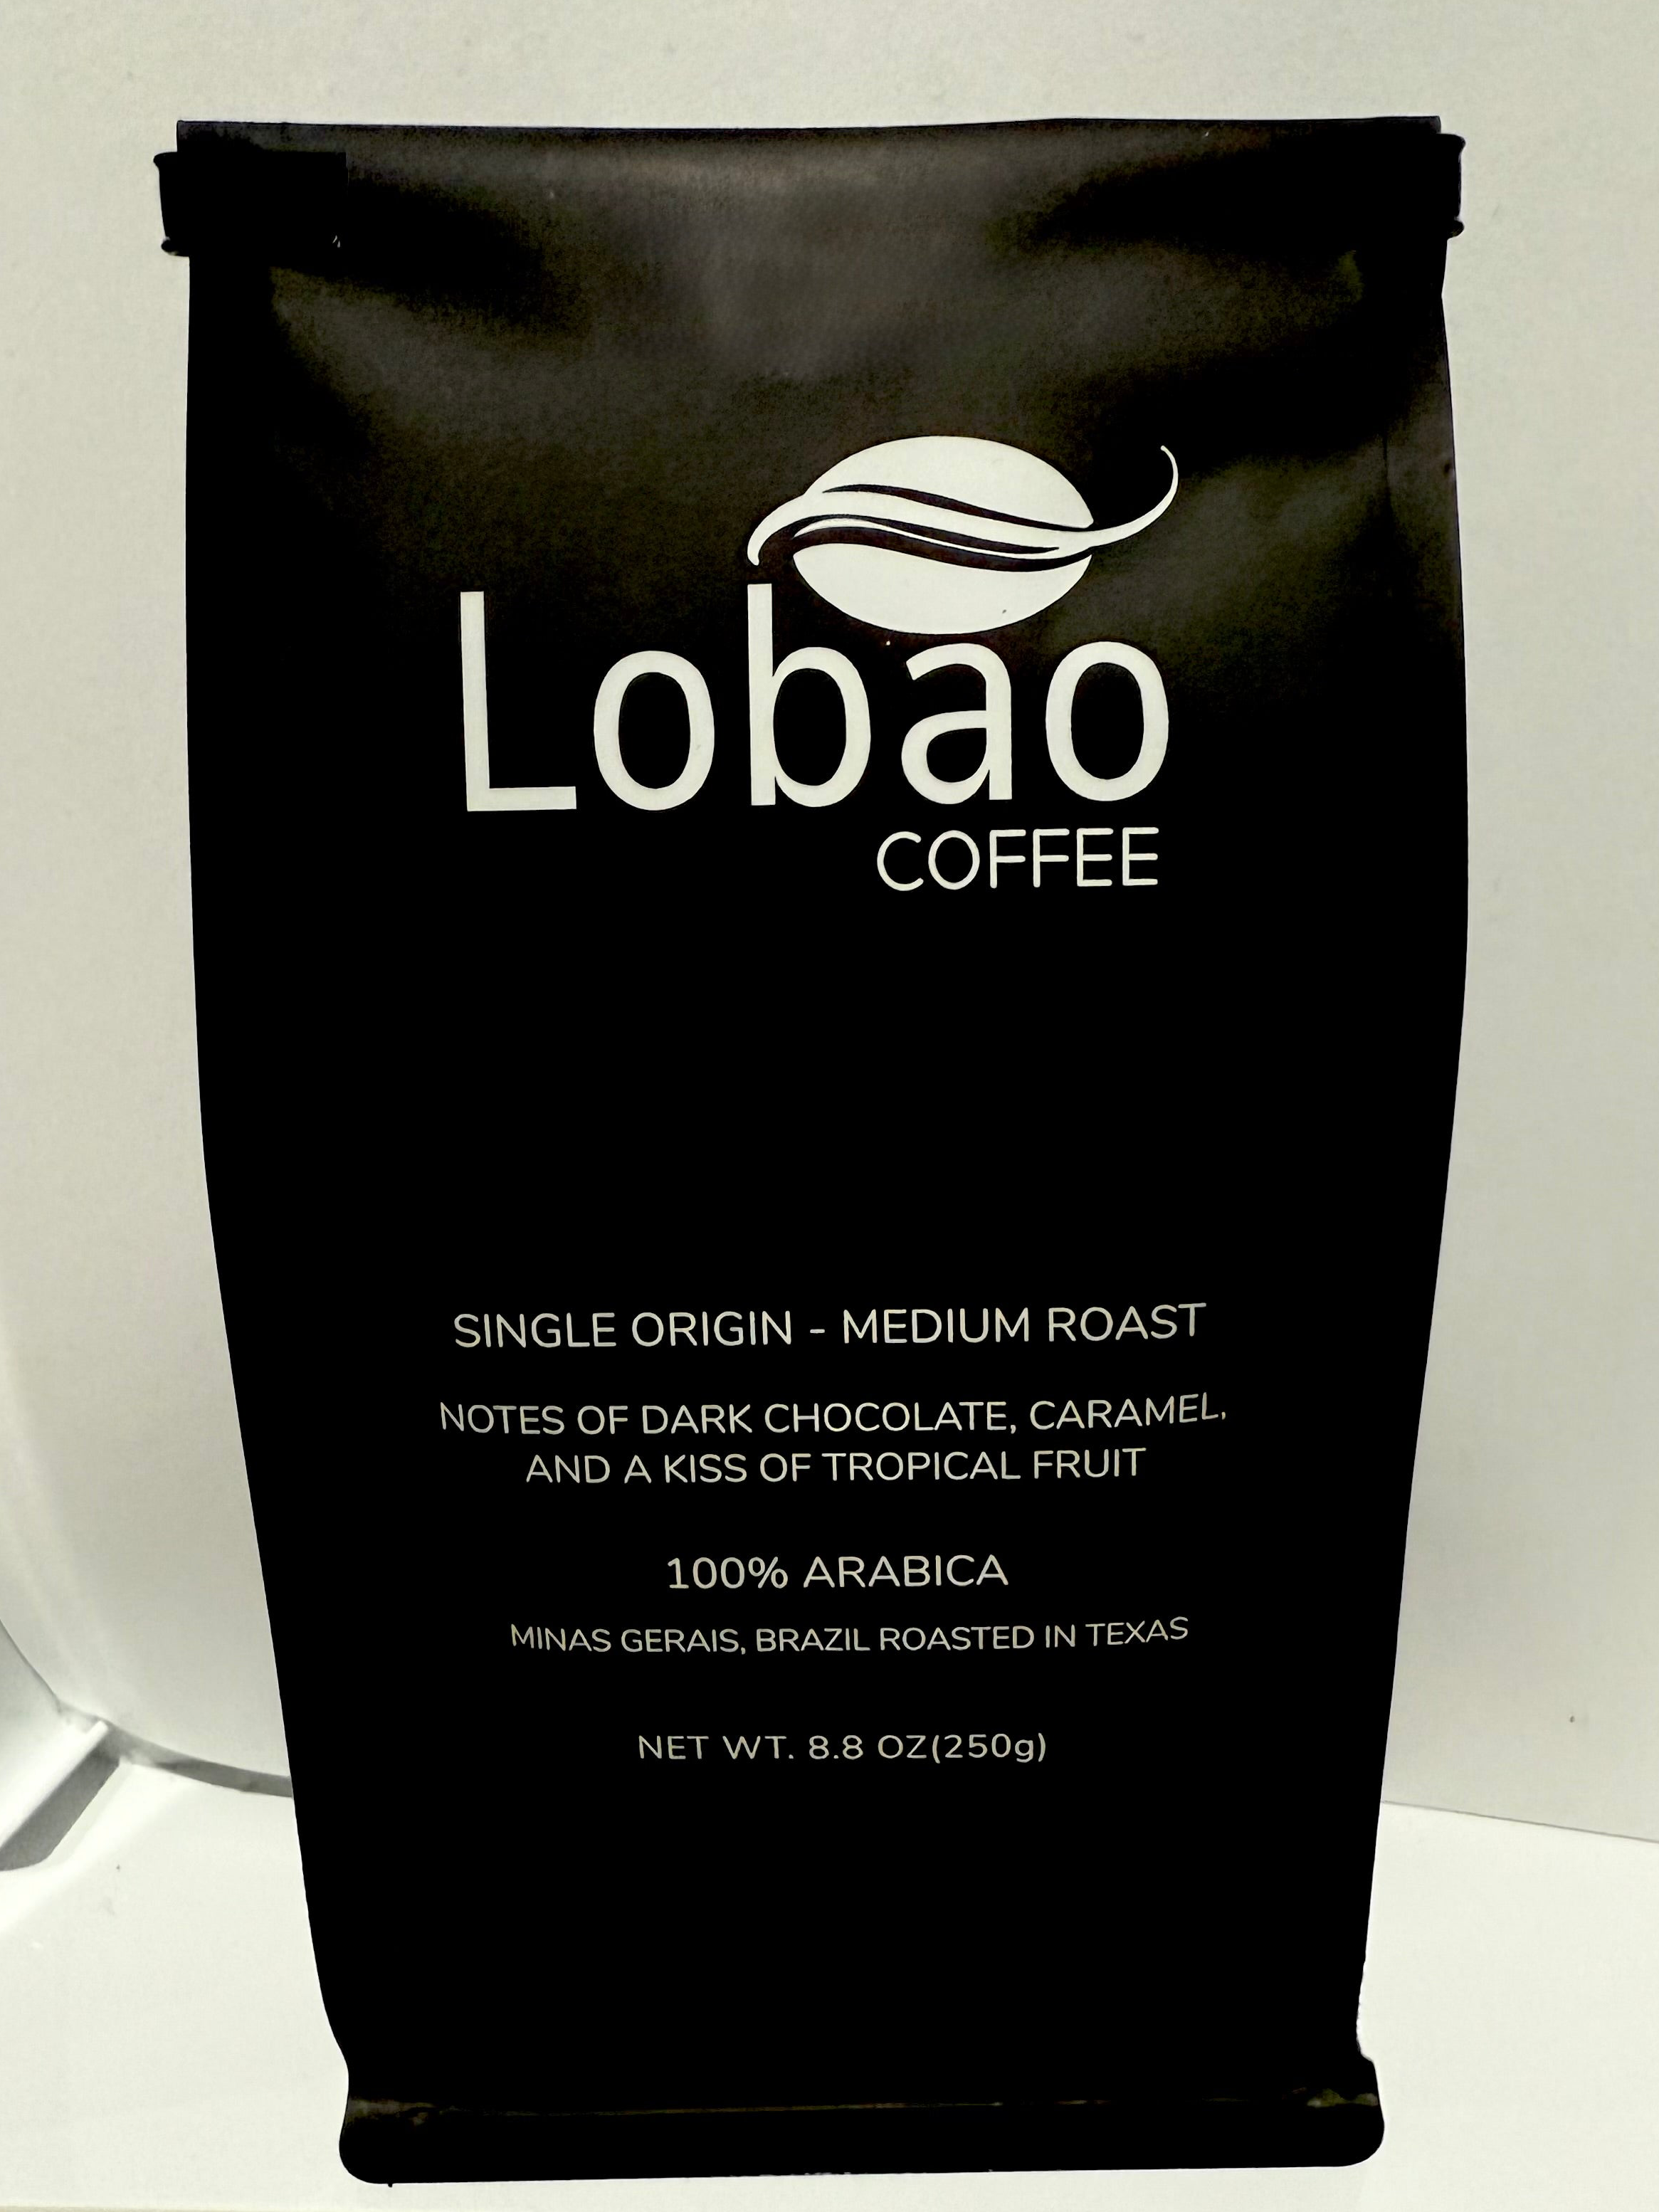 Lobao
COFFEE
SINGLE ORIGIN - MEDIUM ROAST
NOTES OF DARK CHOCOLATE, CARAMEL,
AND A KISS OF TROPICAL FRUIT
100% ARABICA
MINAS GERAIS, BRAZIL ROASTED IN TEXAS
NET WT. 8.8 OZ(250g)